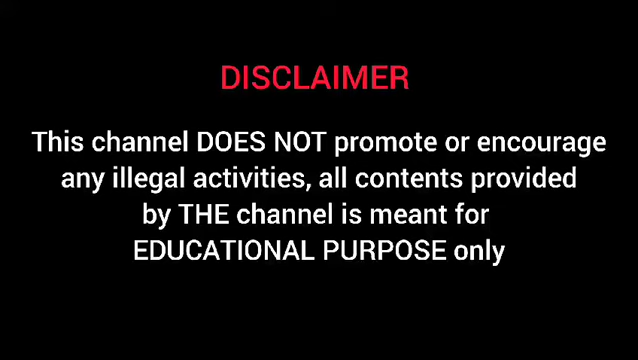 DISCLAIMER
This channel DOES NOT promote or encourage
any illegal activities, all contents provided
by THE channel is meant for
EDUCATIONAL PURPOSE only